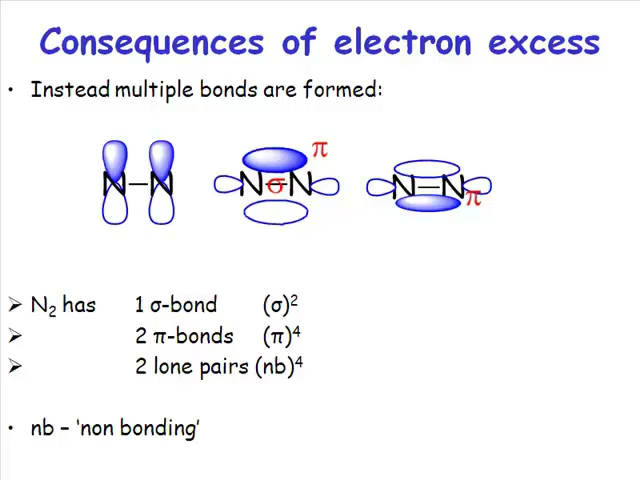 Consequences of electron excess
• Instead multiple bonds are formed:
N–N N σ N π N=N π
➢ N₂ has 1 σ-bond (σ)²
➢ 2 π-bonds (π)⁴
➢ 2 lone pairs (nb)⁴
• nb – ‘non bonding’